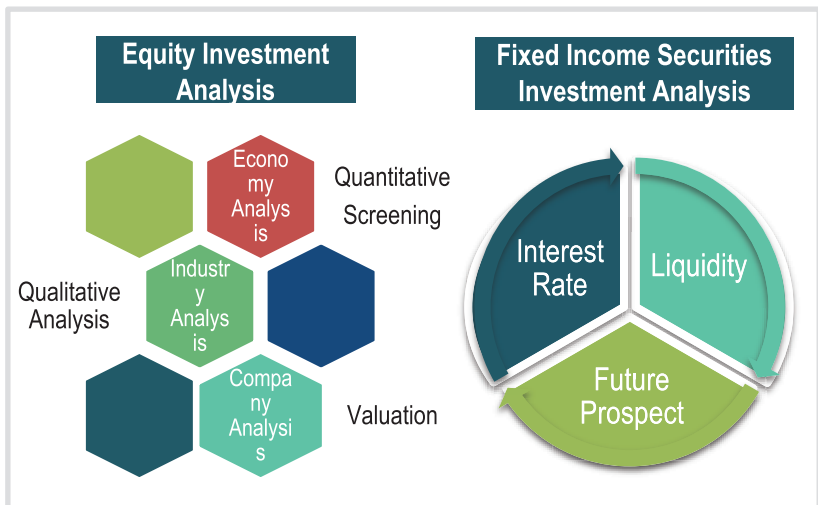 Equity Investment
Analysis
Fixed Income Securities
Investment Analysis
Econo
my
Analys
is
Quantitative
Screening
Qualitative
Analysis
Industr
y
Analys
is
Compa
ny
Analysi
s
Valuation
Interest
Rate
Liquidity
Future
Prospect